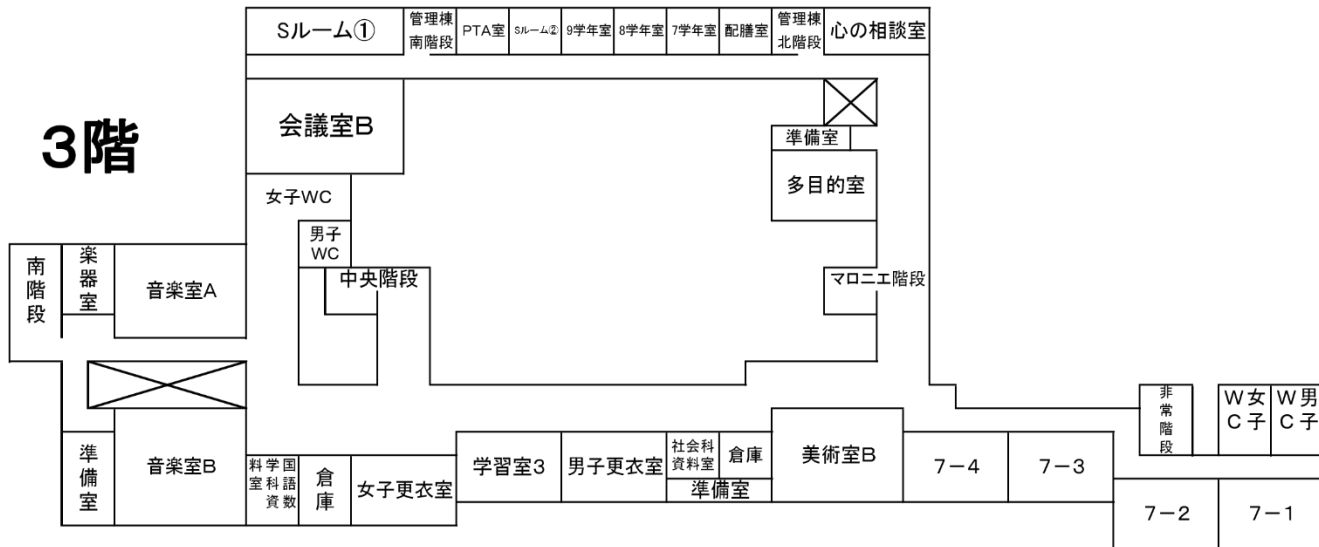 Sルーム①
管理棟
南階段
PTA室
Sルーム②
9学年室
8学年室
7学年室
配膳室
管理棟
北階段
心の相談室
3階
会議室B
準備室
多目的室
女子WC
男子
WC
南階段
楽器室
音楽室A
中央階段
マロニエ階段
非常階段
女子
WC
男子
WC
準備室
音楽室B
国語数
学科資
料室
倉庫
女子更衣室
学習室3
男子更衣室
社会科
資料室
倉庫
準備室
美術室B
7-4
7-3
7-2
7-1